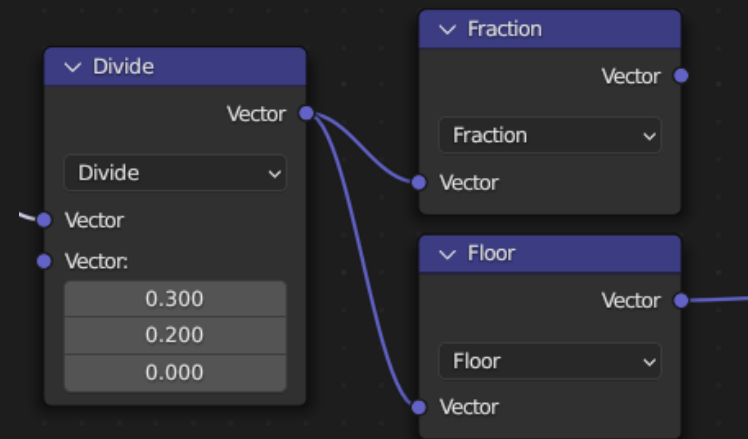 Divide
Vector
Divide
Vector
Vector:
0.300
0.200
0.000
Fraction
Vector
Fraction
Vector
Floor
Vector
Floor
Vector